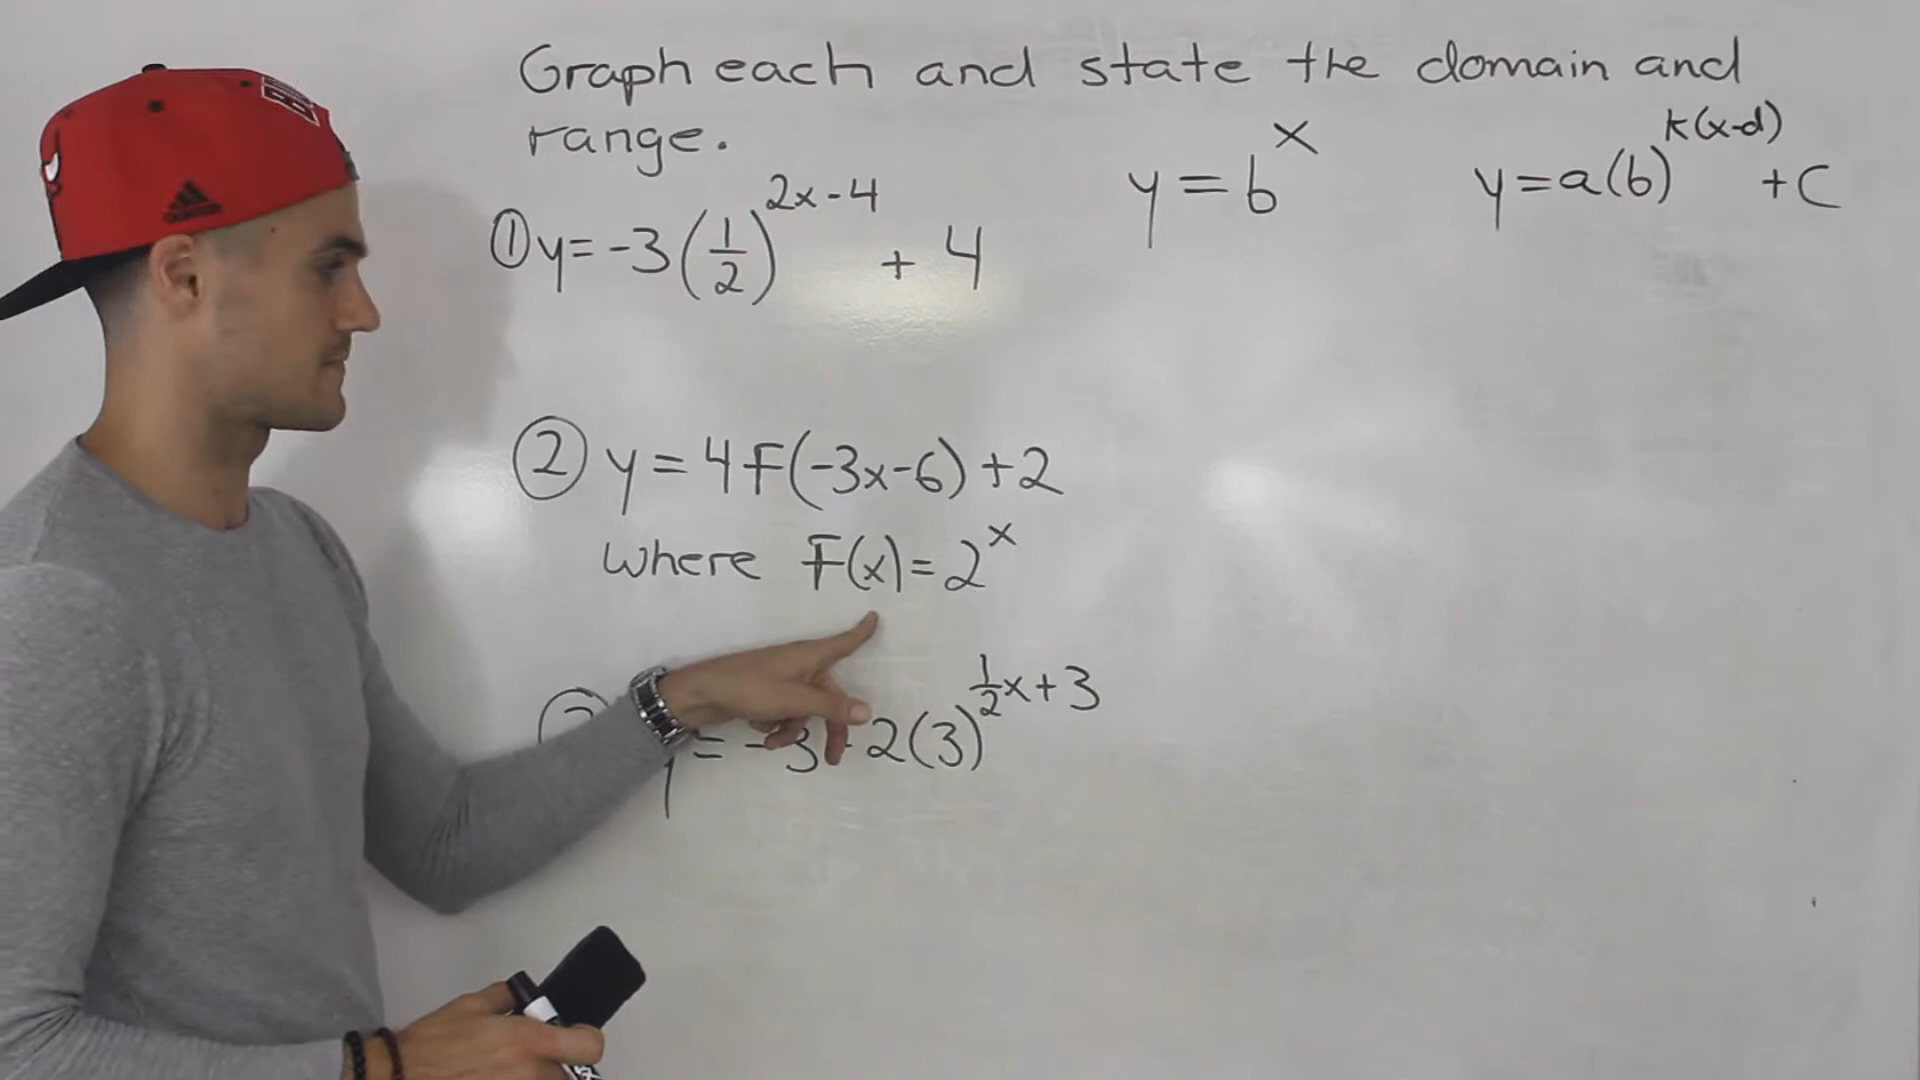 Graph each and state the domain and
range.
y = b^x
y = a(b)^k(x-d) + C
① y = -3(1/2)^2x-4 + 4
② y = 4F(-3x-6) + 2
where F(x) = 2^x
= -3 2(3)^1/2x+3